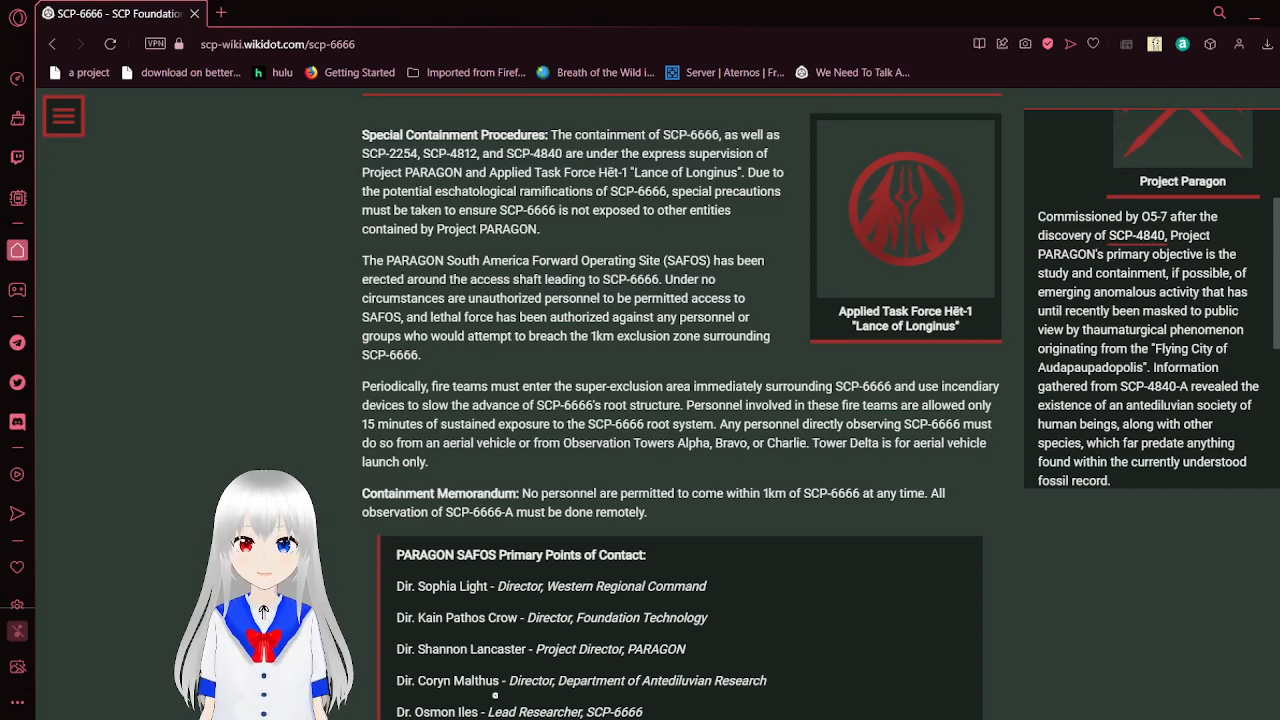 SCP-6666 - SCP Foundation
VPN
scp-wiki.wikidot.com/scp-6666
a project
download on better...
hulu
Getting Started
Imported from Firef...
Breath of the Wild i...
Server | Aternos | Fr...
We Need To Talk A...
Special Containment Procedures: The containment of SCP-6666, as well as
SCP-2254, SCP-4812, and SCP-4840 are under the express supervision of
Project PARAGON and Applied Task Force Hēt-1 "Lance of Longinus". Due to
the potential eschatological ramifications of SCP-6666, special precautions
must be taken to ensure SCP-6666 is not exposed to other entities
contained by Project PARAGON.
The PARAGON South America Forward Operating Site (SAFOS) has been
erected around the access shaft leading to SCP-6666. Under no
circumstances are unauthorized personnel to be permitted access to
SAFOS, and lethal force has been authorized against any personnel or
groups who would attempt to breach the 1km exclusion zone surrounding
SCP-6666.
Applied Task Force Hēt-1
"Lance of Longinus"
Periodically, fire teams must enter the super-exclusion area immediately surrounding SCP-6666 and use incendiary
devices to slow the advance of SCP-6666's root structure. Personnel involved in these fire teams are allowed only
15 minutes of sustained exposure to the SCP-6666 root system. Any personnel directly observing SCP-6666 must
do so from an aerial vehicle or from Observation Towers Alpha, Bravo, or Charlie. Tower Delta is for aerial vehicle
launch only.
Containment Memorandum: No personnel are permitted to come within 1km of SCP-6666 at any time. All
observation of SCP-6666-A must be done remotely.
PARAGON SAFOS Primary Points of Contact:
Dir. Sophia Light - Director, Western Regional Command
Dir. Kain Pathos Crow - Director, Foundation Technology
Dir. Shannon Lancaster - Project Director, PARAGON
Dir. Coryn Malthus - Director, Department of Antediluvian Research
Dr. Osmon Iles - Lead Researcher, SCP-6666
Project Paragon
Commissioned by O5-7 after the
discovery of SCP-4840, Project
PARAGON's primary objective is the
study and containment, if possible, of
emerging anomalous activity that has
until recently been masked to public
view by thaumaturgical phenomenon
originating from the "Flying City of
Audapaupadopolis". Information
gathered from SCP-4840-A revealed the
existence of an antediluvian society of
human beings, along with other
species, which far predate anything
found within the currently understood
fossil record.